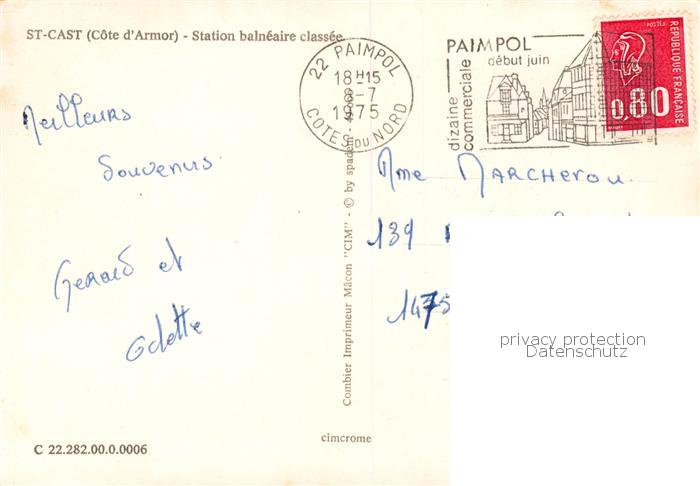 ST-CAST (Côte d'Armor) - Station balnéaire classée
22 PAIMPOL
18H15
-7
1975
COTES DU NORD
PAIMPOL
début juin
dizaine
commerciale
POSTES
REPUBLIQUE FRANÇAISE
0,80
Meilleurs
Souvenirs
Gerard et
Odette
Combier Imprimeur Mâcon "CIM" - © by spadem
Mme MARCHEROU
139
1475
privacy protection
Datenschutz
cimcrome
C 22.282.00.0.0006